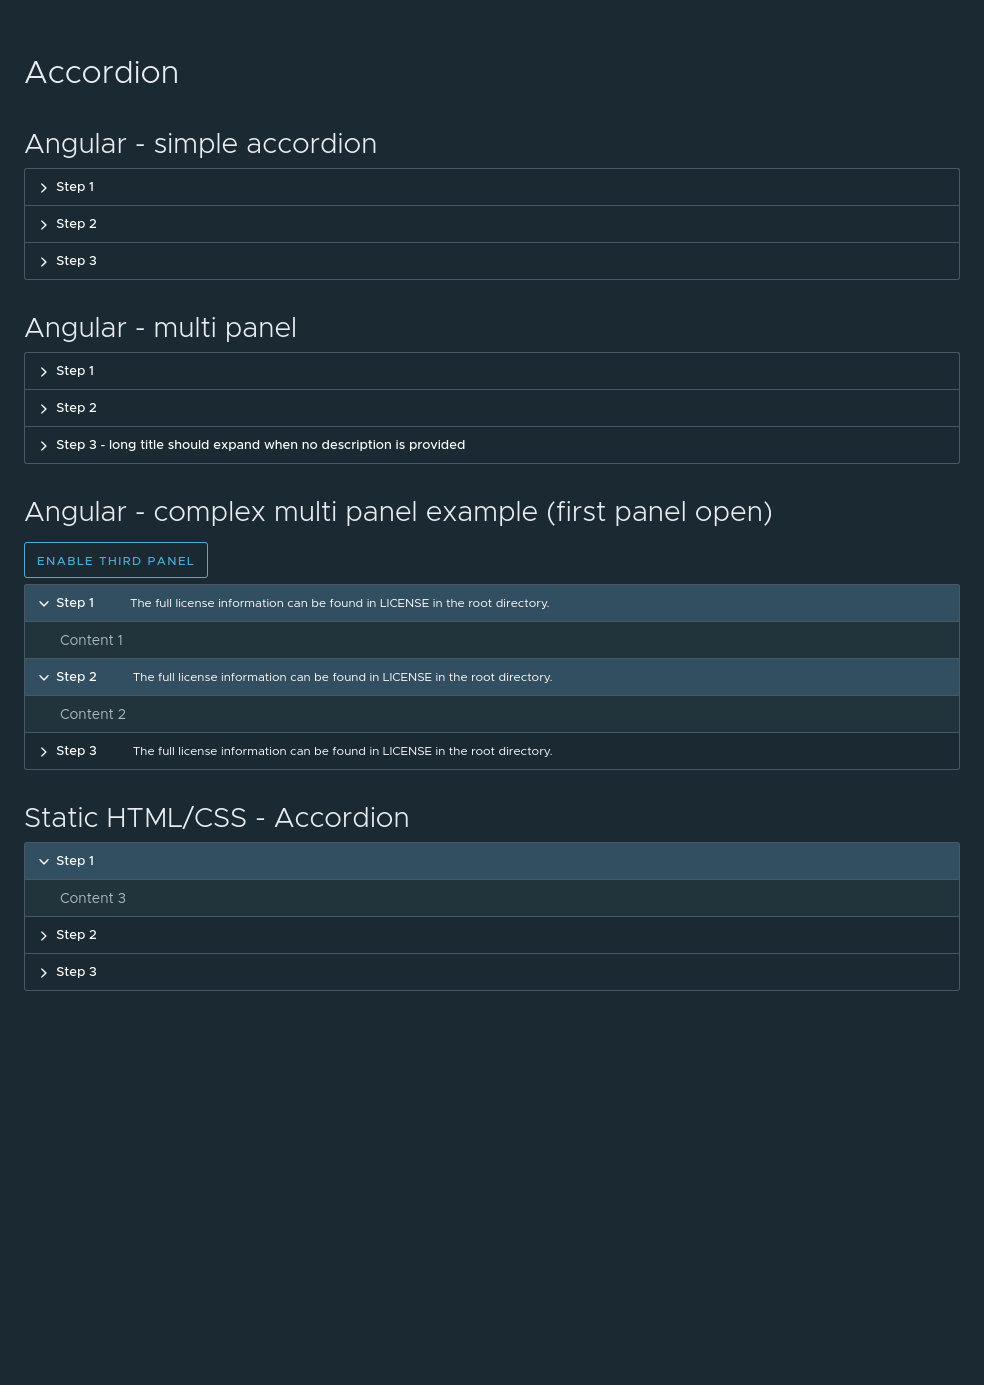 Accordion
Angular - simple accordion
Step 1
Step 2
Step 3
Angular - multi panel
Step 1
Step 2
Step 3 - long title should expand when no description is provided
Angular - complex multi panel example (first panel open)
ENABLE THIRD PANEL
Step 1 The full license information can be found in LICENSE in the root directory.
Content 1
Step 2 The full license information can be found in LICENSE in the root directory.
Content 2
Step 3 The full license information can be found in LICENSE in the root directory.
Static HTML/CSS - Accordion
Step 1
Content 3
Step 2
Step 3